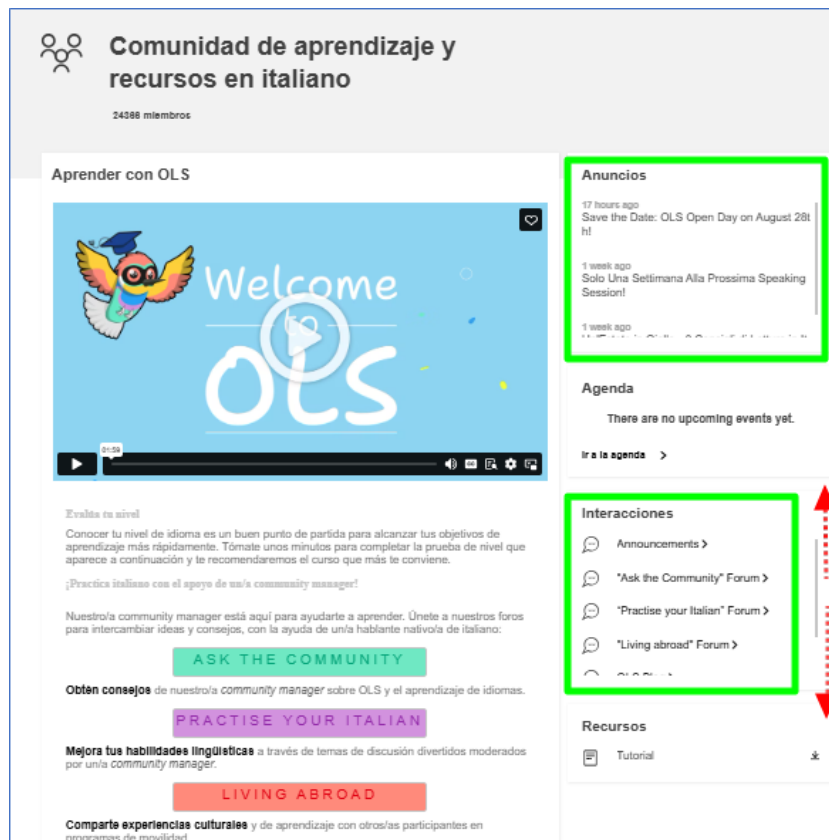 Comunidad de aprendizaje y
recursos en italiano
24366 miembros
Aprender con OLS
Welcome
to
OLS
01:59
Evalúa tu nivel
Conocer tu nivel de idioma es un buen punto de partida para alcanzar tus objetivos de
aprendizaje más rápidamente. Tómate unos minutos para completar la prueba de nivel que
aparece a continuación y te recomendaremos el curso que más te conviene.
¡Practica italiano con el apoyo de un/a community manager!
Nuestro/a community manager está aquí para ayudarte a aprender. Únete a nuestros foros
para intercambiar ideas y consejos, con la ayuda de un/a hablante nativo/a de italiano:
ASK THE COMMUNITY
Obtén consejos de nuestro/a community manager sobre OLS y el aprendizaje de idiomas.
PRACTISE YOUR ITALIAN
Mejora tus habilidades lingüísticas a través de temas de discusión divertidos moderados
por un/a community manager.
LIVING ABROAD
Comparte experiencias culturales y de aprendizaje con otros/as participantes en
programas de movilidad
Anuncios
17 hours ago
Save the Date: OLS Open Day on August 28t
h!
1 week ago
Solo Una Settimana Alla Prossima Speaking
Session!
1 week ago
Agenda
There are no upcoming events yet.
Ir a la agenda >
Interacciones
Announcements >
"Ask the Community" Forum >
"Practise your Italian" Forum >
"Living abroad" Forum >
Recursos
Tutorial